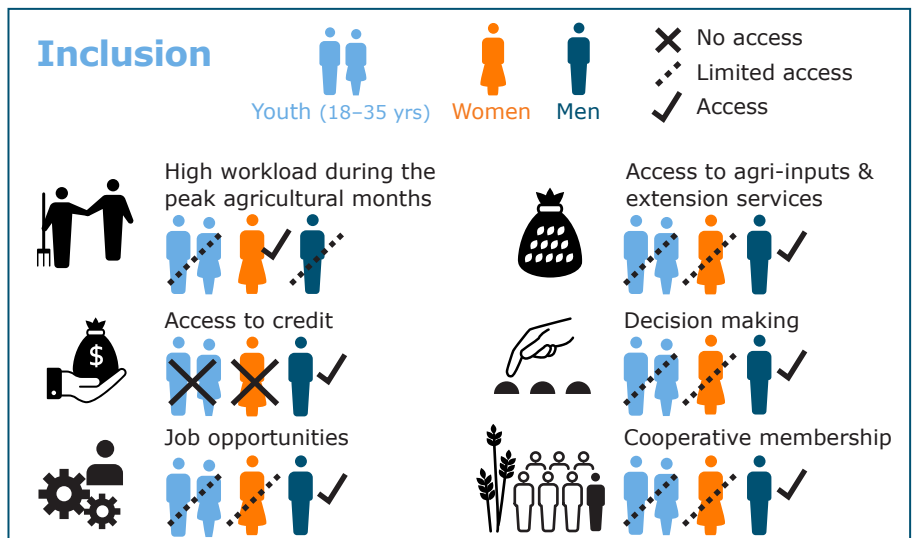 Inclusion
Youth (18–35 yrs)
Women
Men
No access
Limited access
Access
High workload during the
peak agricultural months
Access to agri-inputs &
extension services
$
Access to credit
Decision making
Job opportunities
Cooperative membership